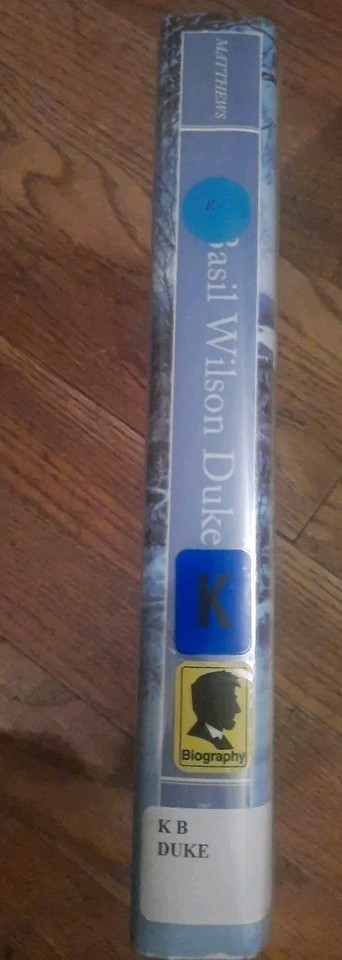 MATTHEWS
K
Basil Wilson Duke
K
Biography
K B
DUKE